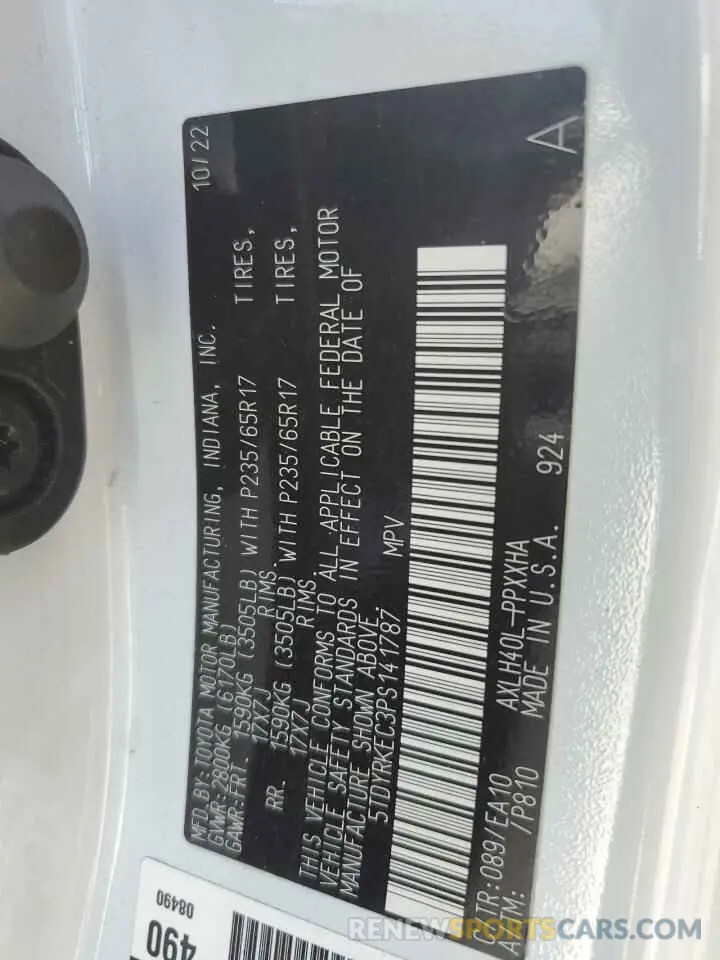 MFD. BY: TOYOTA MOTOR MANUFACTURING, INDIANA, INC. 10/22
GVWR: 2800KG (6170LB)
GAWR: FRT. 1590KG (3505LB) WITH P235/65R17 TIRES,
17X7J RIMS.
RR. 1590KG (3505LB) WITH P235/65R17 TIRES,
17X7J RIMS.
THIS VEHICLE CONFORMS TO ALL APPLICABLE FEDERAL MOTOR
VEHICLE SAFETY STANDARDS IN EFFECT ON THE DATE OF
MANUFACTURE SHOWN ABOVE.
5TDYRKEC3PS141787 MPV
A
C/TR: 089/EA10 AXLH40L-PPXXHA
A/TM: /P810 MADE IN U.S.A. 924
08490
490
RENEWSPORTSCARS.COM